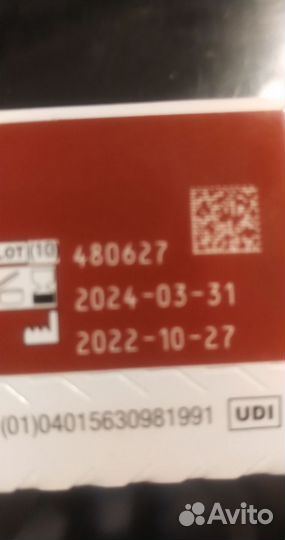 LOT (10) 480627
2024-03-31
2022-10-27
(01)04015630981991 UDI
Avito